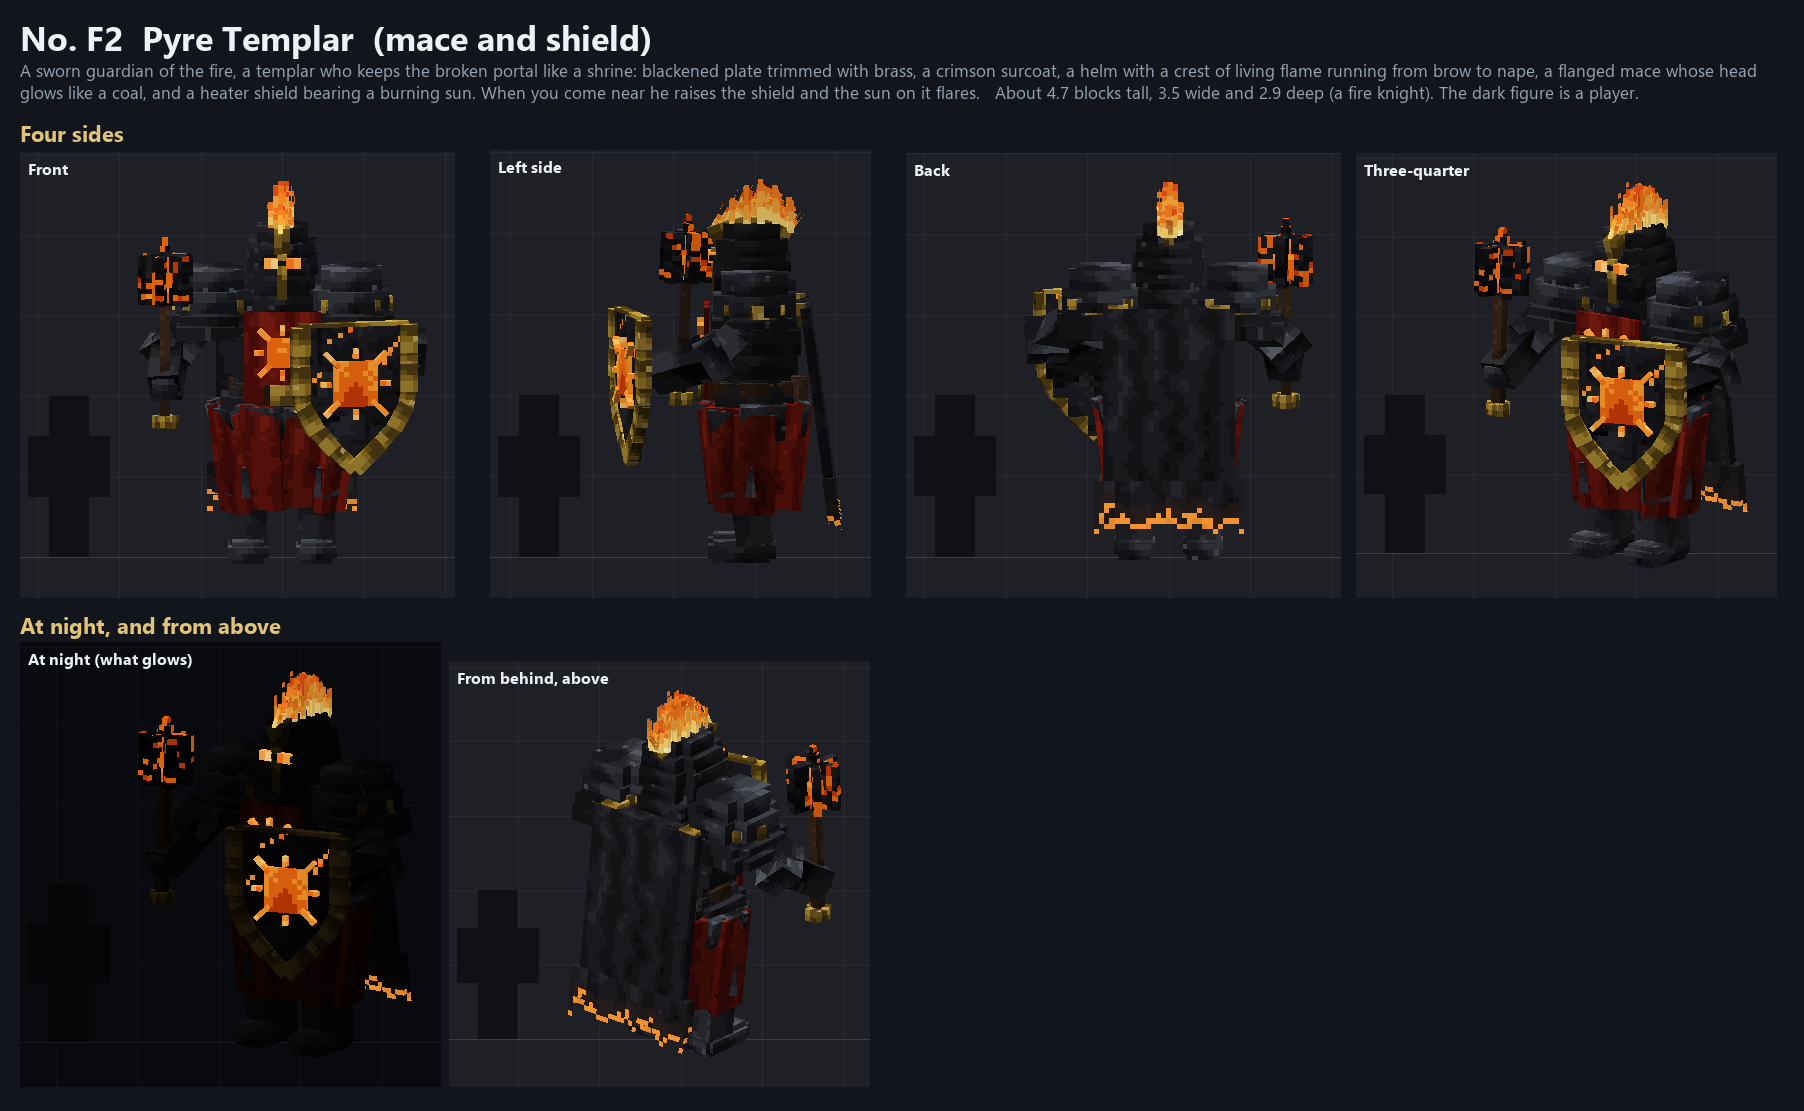 No. F2  Pyre Templar  (mace and shield)
A sworn guardian of the fire, a templar who keeps the broken portal like a shrine: blackened plate trimmed with brass, a crimson surcoat, a helm with a crest of living flame running from brow to nape, a flanged mace whose head
glows like a coal, and a heater shield bearing a burning sun. When you come near he raises the shield and the sun on it flares.   About 4.7 blocks tall, 3.5 wide and 2.9 deep (a fire knight). The dark figure is a player.
Four sides
Front
Left side
Back
Three-quarter
At night, and from above
At night (what glows)
From behind, above